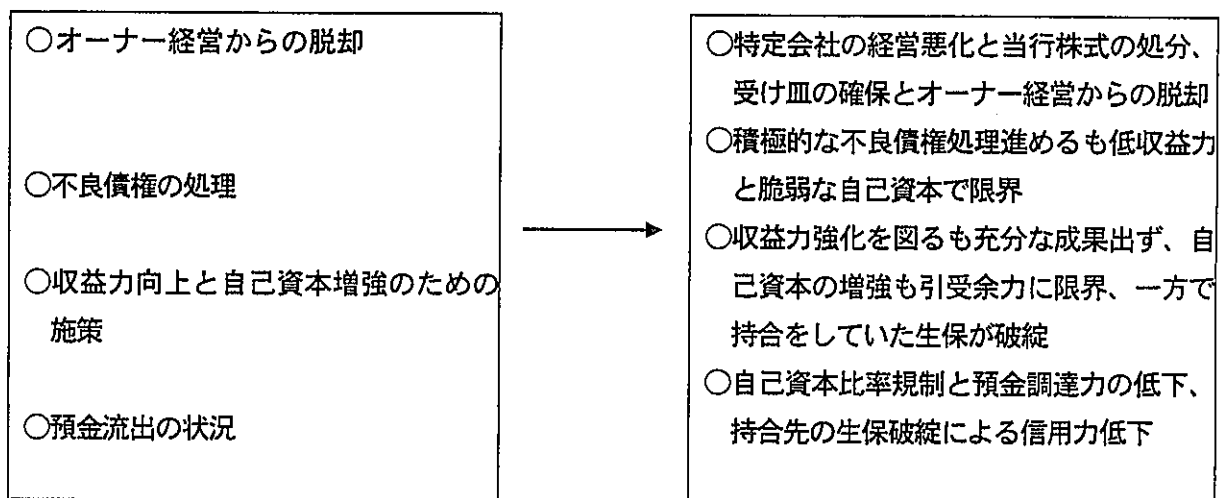 ○オーナー経営からの脱却
○不良債権の処理
○収益力向上と自己資本増強のための
施策
○預金流出の状況
○特定会社の経営悪化と当行株式の処分、
受け皿の確保とオーナー経営からの脱却
○積極的な不良債権処理進めるも低収益力
と脆弱な自己資本で限界
○収益力強化を図るも充分な成果出ず、自
己資本の増強も引受余力に限界、一方で
持合をしていた生保が破綻
○自己資本比率規制と預金調達力の低下、
持合先の生保破綻による信用力低下